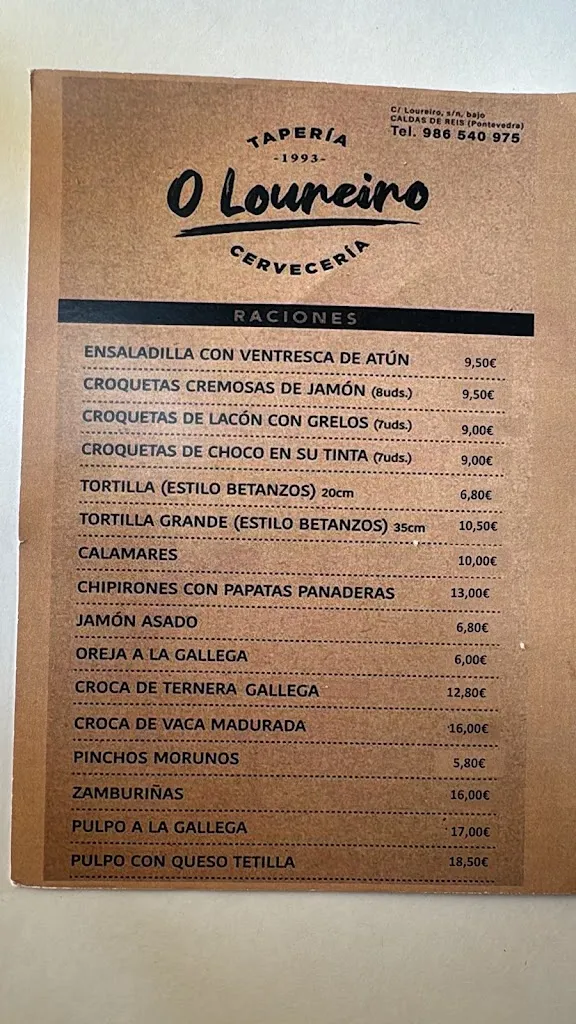 C/ Loureiro, s/n, bajo
CALDAS DE REIS (Pontevedra)
Tel. 986 540 975
TAPERÍA
-1993-
O Loureiro
CERVECERÍA
RACIONES
ENSALADILLA CON VENTRESCA DE ATÚN 9,50€
CROQUETAS CREMOSAS DE JAMÓN (8uds.) 9,50€
CROQUETAS DE LACÓN CON GRELOS (7uds.) 9,00€
CROQUETAS DE CHOCO EN SU TINTA (7uds.) 9,00€
TORTILLA (ESTILO BETANZOS) 20cm 6,80€
TORTILLA GRANDE (ESTILO BETANZOS) 35cm 10,50€
CALAMARES 10,00€
CHIPIRONES CON PAPATAS PANADERAS 13,00€
JAMÓN ASADO 6,80€
OREJA A LA GALLEGA 6,00€
CROCA DE TERNERA GALLEGA 12,80€
CROCA DE VACA MADURADA 16,00€
PINCHOS MORUNOS 5,80€
ZAMBURIÑAS 16,00€
PULPO A LA GALLEGA 17,00€
PULPO CON QUESO TETILLA 18,50€